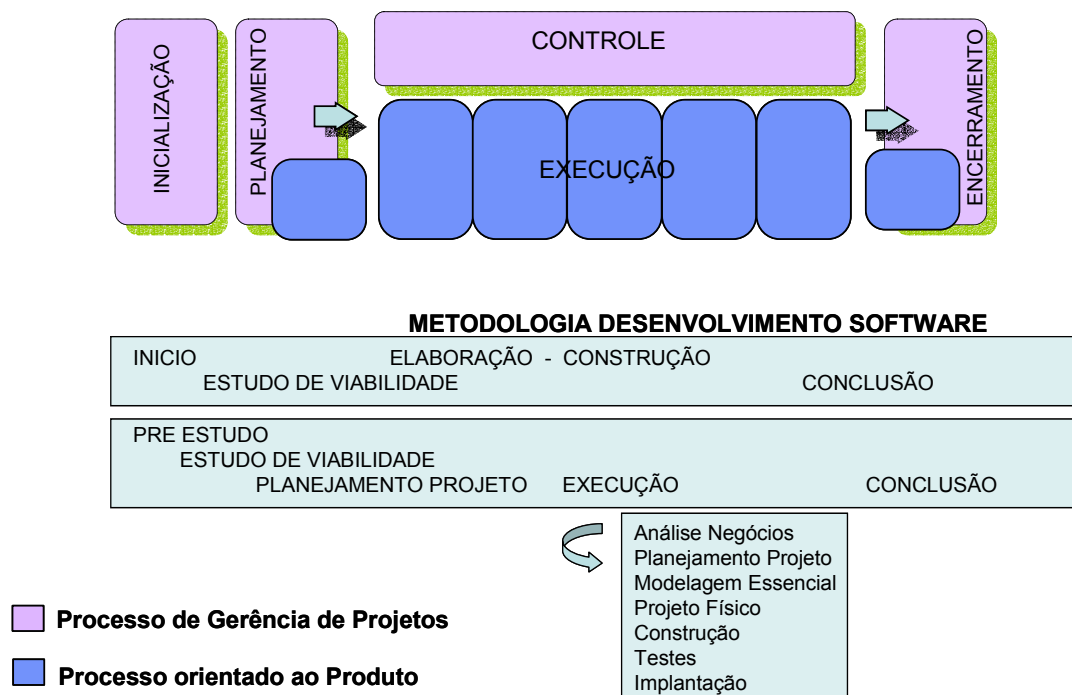 INICIALIZAÇÃO
PLANEJAMENTO
CONTROLE
EXECUÇÃO
ENCERRAMENTO
METODOLOGIA DESENVOLVIMENTO SOFTWARE
INICIO ELABORAÇÃO - CONSTRUÇÃO
ESTUDO DE VIABILIDADE CONCLUSÃO
PRE ESTUDO
ESTUDO DE VIABILIDADE
PLANEJAMENTO PROJETO EXECUÇÃO CONCLUSÃO
Análise Negócios
Planejamento Projeto
Modelagem Essencial
Projeto Físico
Construção
Testes
Implantação
Processo de Gerência de Projetos
Processo orientado ao Produto